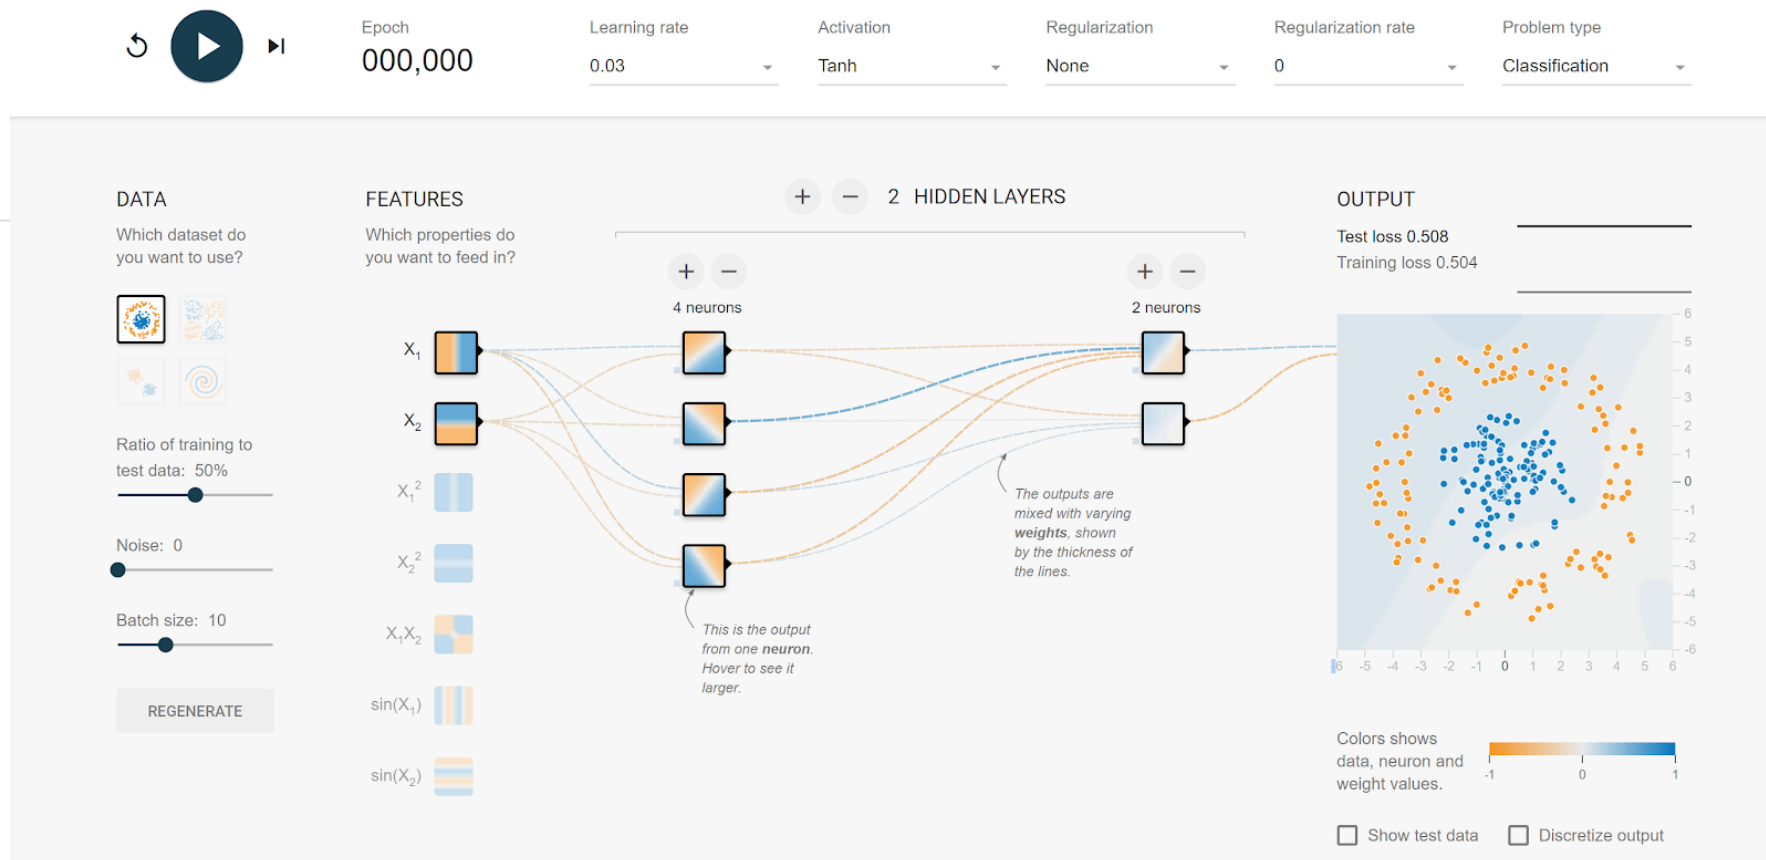 Epoch
000,000
Learning rate
0.03
Activation
Tanh
Regularization
None
Regularization rate
0
Problem type
Classification
DATA
Which dataset do
you want to use?
Ratio of training to
test data: 50%
Noise: 0
Batch size: 10
REGENERATE
FEATURES
Which properties do
you want to feed in?
X1
X2
X1²
X2²
X1X2
sin(X1)
sin(X2)
+ − 2 HIDDEN LAYERS
+ −
4 neurons
+ −
2 neurons
This is the output
from one neuron.
Hover to see it
larger.
The outputs are
mixed with varying
weights, shown
by the thickness of
the lines.
OUTPUT
Test loss 0.508
Training loss 0.504
6
5
4
3
2
1
0
-1
-2
-3
-4
-5
-6
-5 -4 -3 -2 -1 0 1 2 3 4 5 6
Colors shows
data, neuron and
weight values.
-1 0 1
Show test data
Discretize output